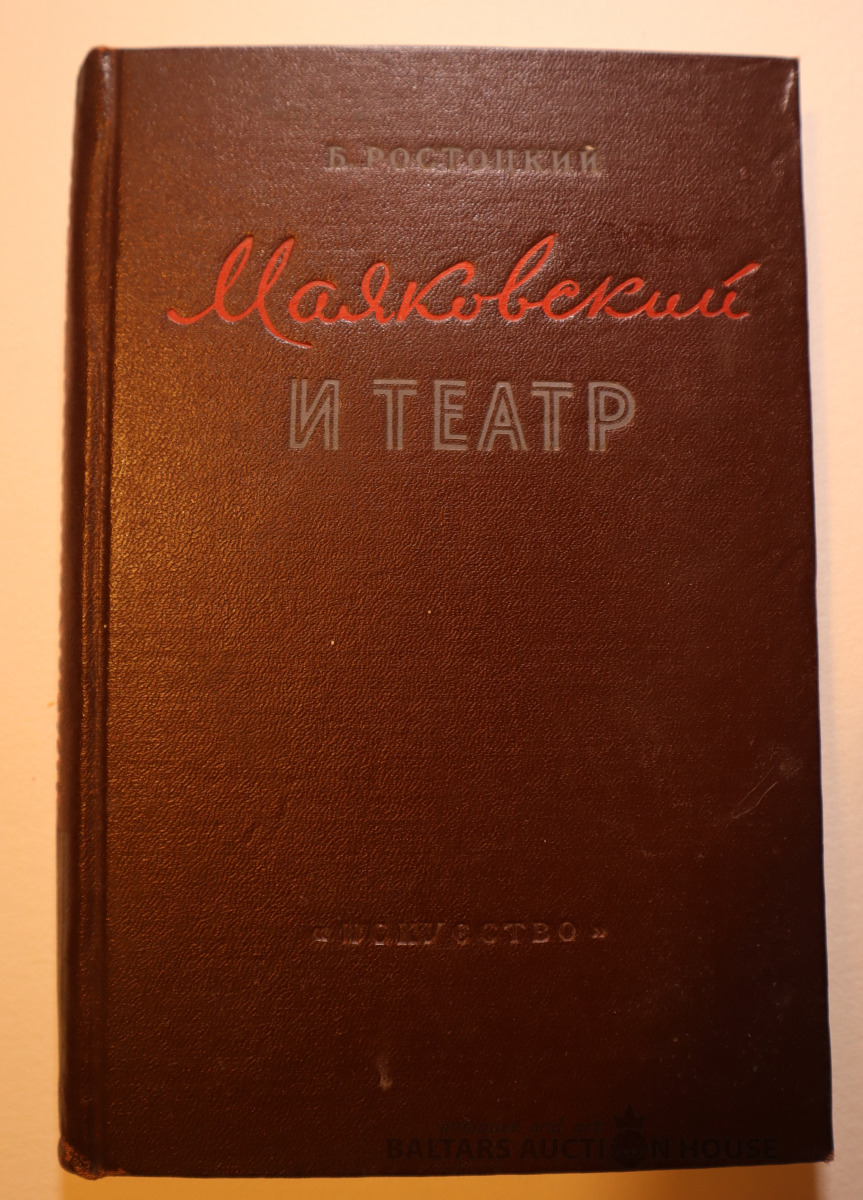 Б. РОСТОЦКИЙ
Маяковский
И ТЕАТР
«ИСКУССТВО»
BALTARS AUCTION HOUSE